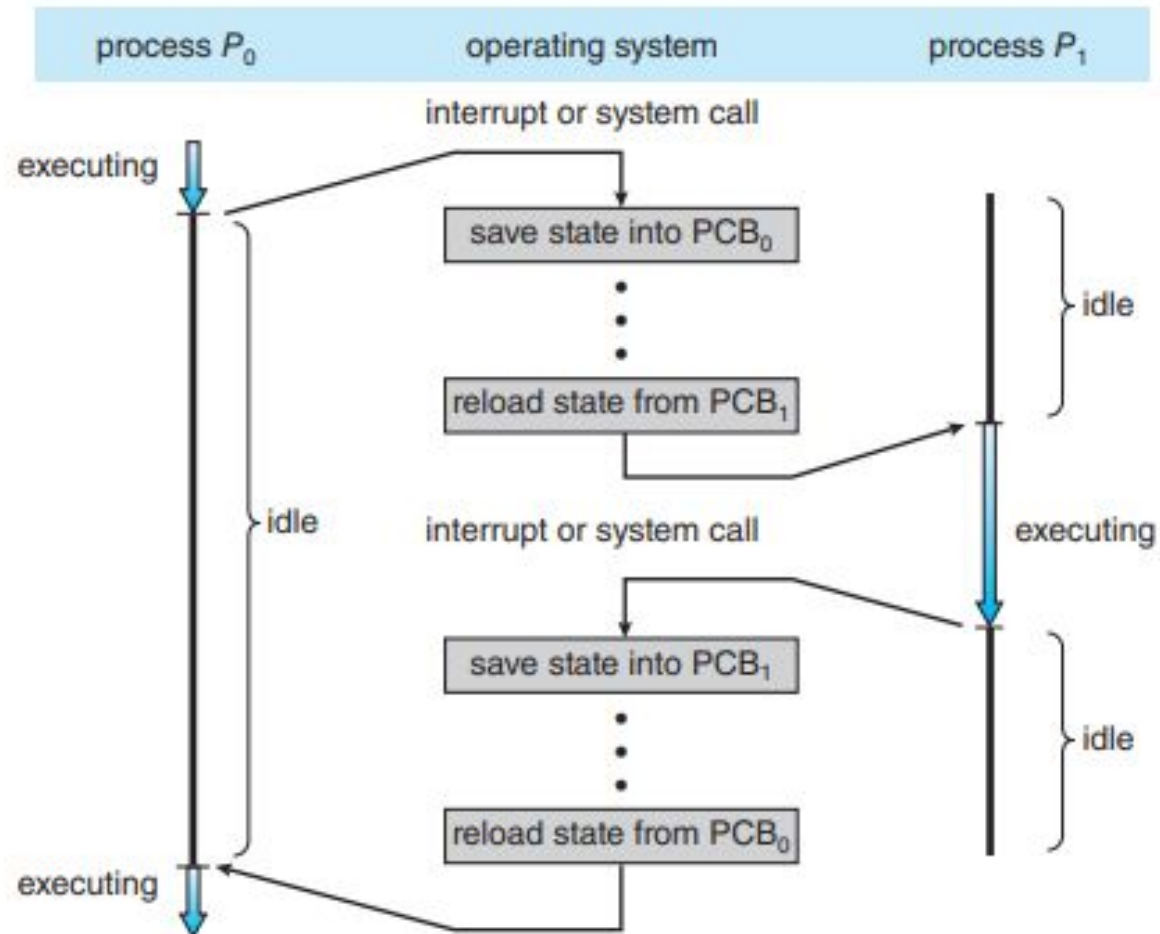 process P₀ operating system process P₁
interrupt or system call
executing
save state into PCB₀
idle
reload state from PCB₁
idle
interrupt or system call
executing
save state into PCB₁
idle
reload state from PCB₀
executing